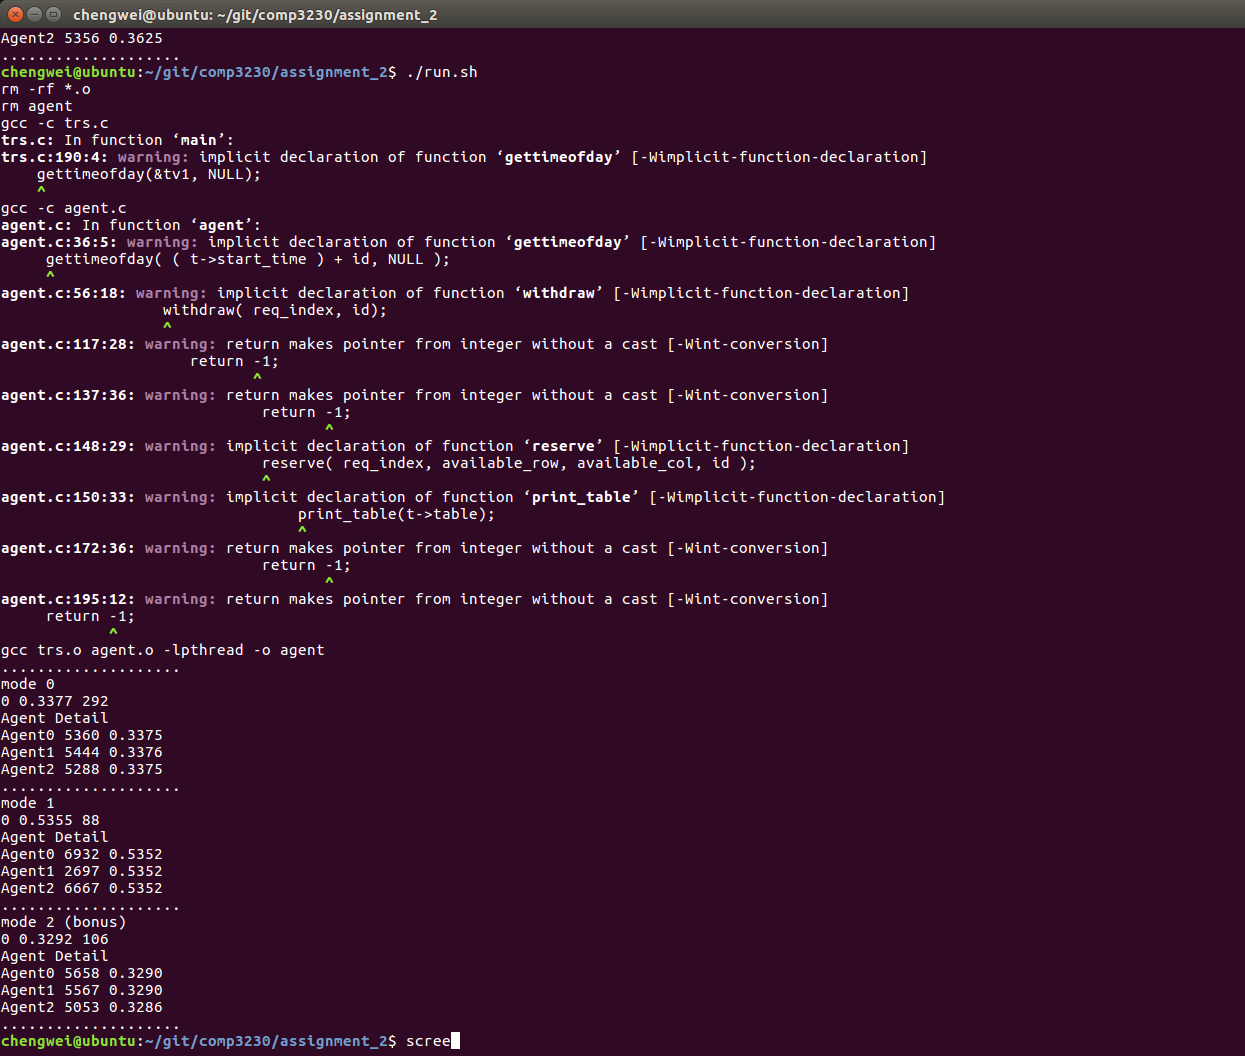 chengwei@ubuntu: ~/git/comp3230/assignment_2
Agent2 5356 0.3625
....................
chengwei@ubuntu:~/git/comp3230/assignment_2$ ./run.sh
rm -rf *.o
rm agent
gcc -c trs.c
trs.c: In function ‘main’:
trs.c:190:4: warning: implicit declaration of function ‘gettimeofday’ [-Wimplicit-function-declaration]
    gettimeofday(&tv1, NULL);
    ^
gcc -c agent.c
agent.c: In function ‘agent’:
agent.c:36:5: warning: implicit declaration of function ‘gettimeofday’ [-Wimplicit-function-declaration]
     gettimeofday( ( t->start_time ) + id, NULL );
     ^
agent.c:56:18: warning: implicit declaration of function ‘withdraw’ [-Wimplicit-function-declaration]
                  withdraw( req_index, id);
                  ^
agent.c:117:28: warning: return makes pointer from integer without a cast [-Wint-conversion]
                     return -1;
                            ^
agent.c:137:36: warning: return makes pointer from integer without a cast [-Wint-conversion]
                             return -1;
                                    ^
agent.c:148:29: warning: implicit declaration of function ‘reserve’ [-Wimplicit-function-declaration]
                             reserve( req_index, available_row, available_col, id );
                             ^
agent.c:150:33: warning: implicit declaration of function ‘print_table’ [-Wimplicit-function-declaration]
                                 print_table(t->table);
                                 ^
agent.c:172:36: warning: return makes pointer from integer without a cast [-Wint-conversion]
                             return -1;
                                    ^
agent.c:195:12: warning: return makes pointer from integer without a cast [-Wint-conversion]
     return -1;
            ^
gcc trs.o agent.o -lpthread -o agent
....................
mode 0
0 0.3377 292
Agent Detail
Agent0 5360 0.3375
Agent1 5444 0.3376
Agent2 5288 0.3375
....................
mode 1
0 0.5355 88
Agent Detail
Agent0 6932 0.5352
Agent1 2697 0.5352
Agent2 6667 0.5352
....................
mode 2 (bonus)
0 0.3292 106
Agent Detail
Agent0 5658 0.3290
Agent1 5567 0.3290
Agent2 5053 0.3286
....................
chengwei@ubuntu:~/git/comp3230/assignment_2$ scree